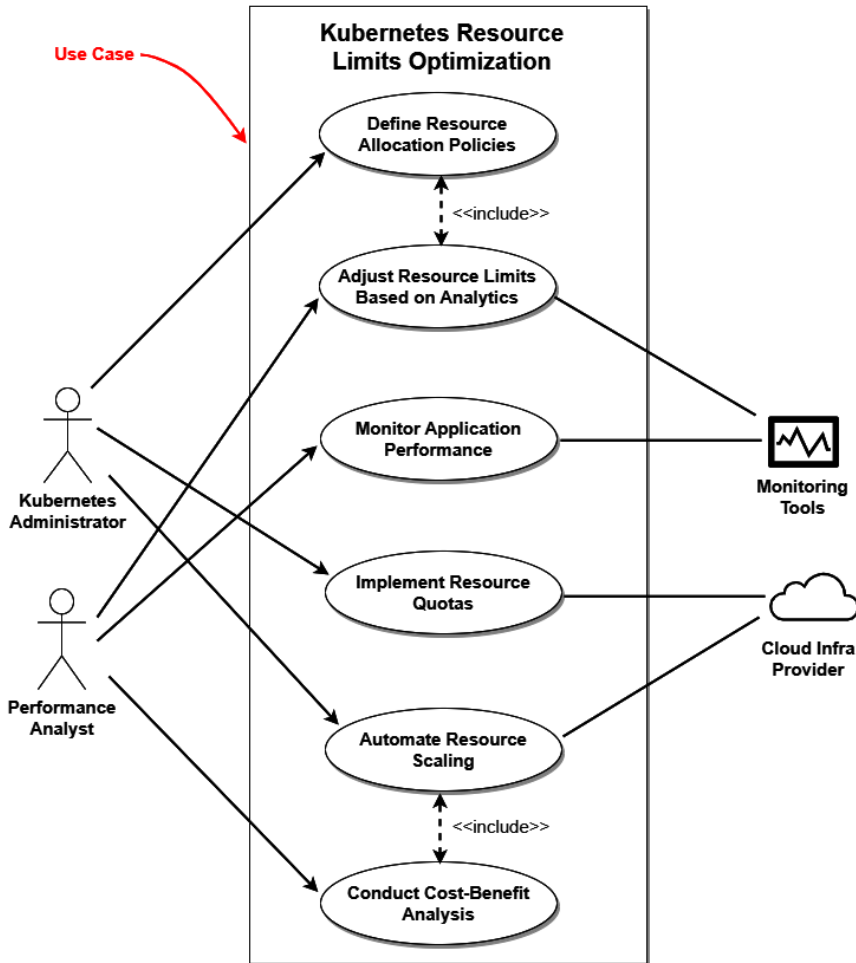 Kubernetes Resource
Limits Optimization
Use Case
Define Resource
Allocation Policies
<<include>>
Adjust Resource Limits
Based on Analytics
Monitor Application
Performance
Kubernetes
Administrator
Monitoring
Tools
Implement Resource
Quotas
Cloud Infra
Provider
Performance
Analyst
Automate Resource
Scaling
<<include>>
Conduct Cost-Benefit
Analysis